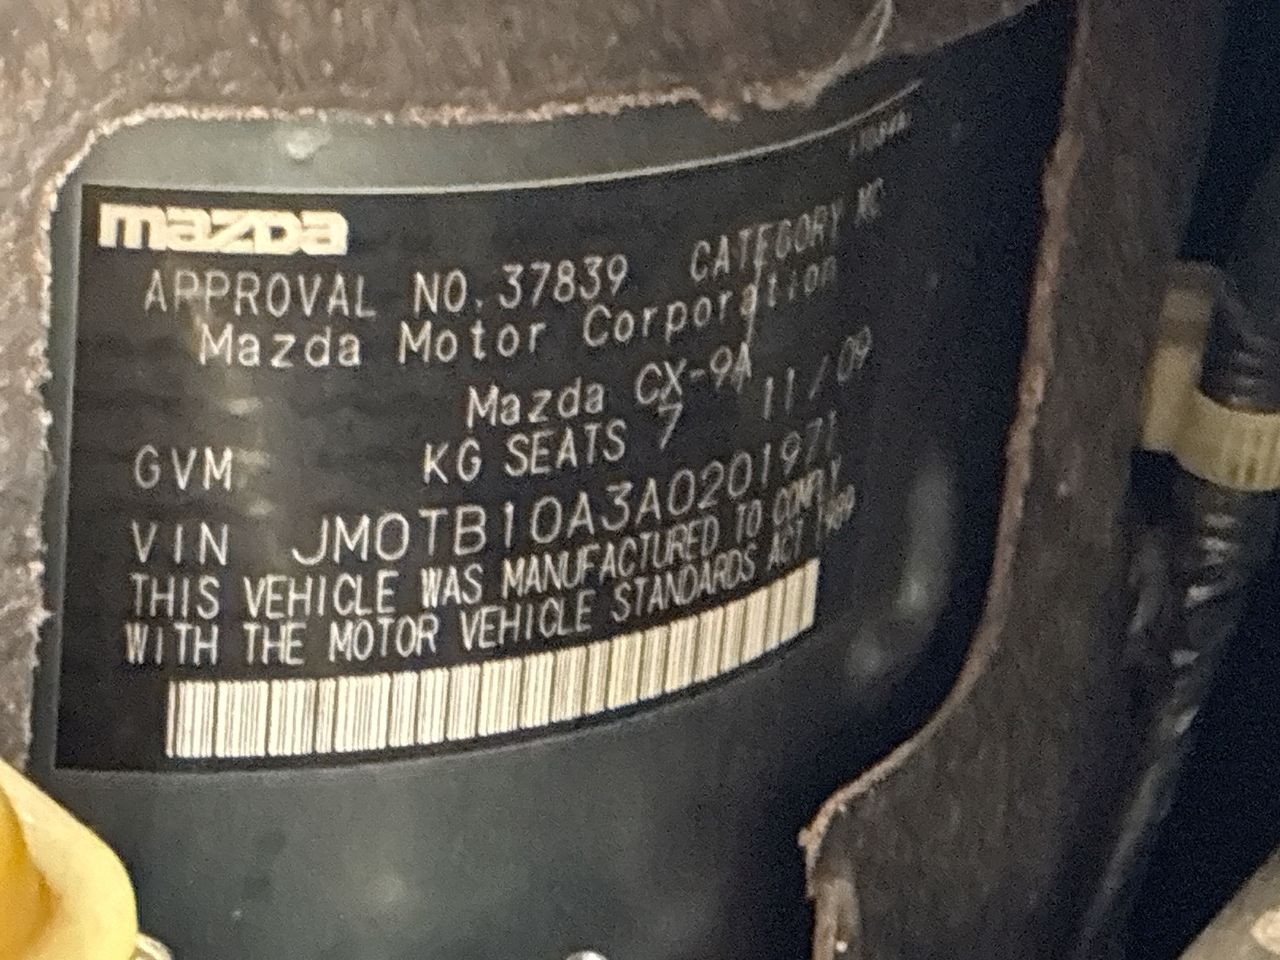 mazda
APPROVAL NO. 37839 CATEGORY MC
Mazda Motor Corporation
Mazda CX-9A
GVM KG SEATS 7 11/09
VIN JM0TB10A3A0201971
THIS VEHICLE WAS MANUFACTURED TO COMPLY
WITH THE MOTOR VEHICLE STANDARDS ACT 1989